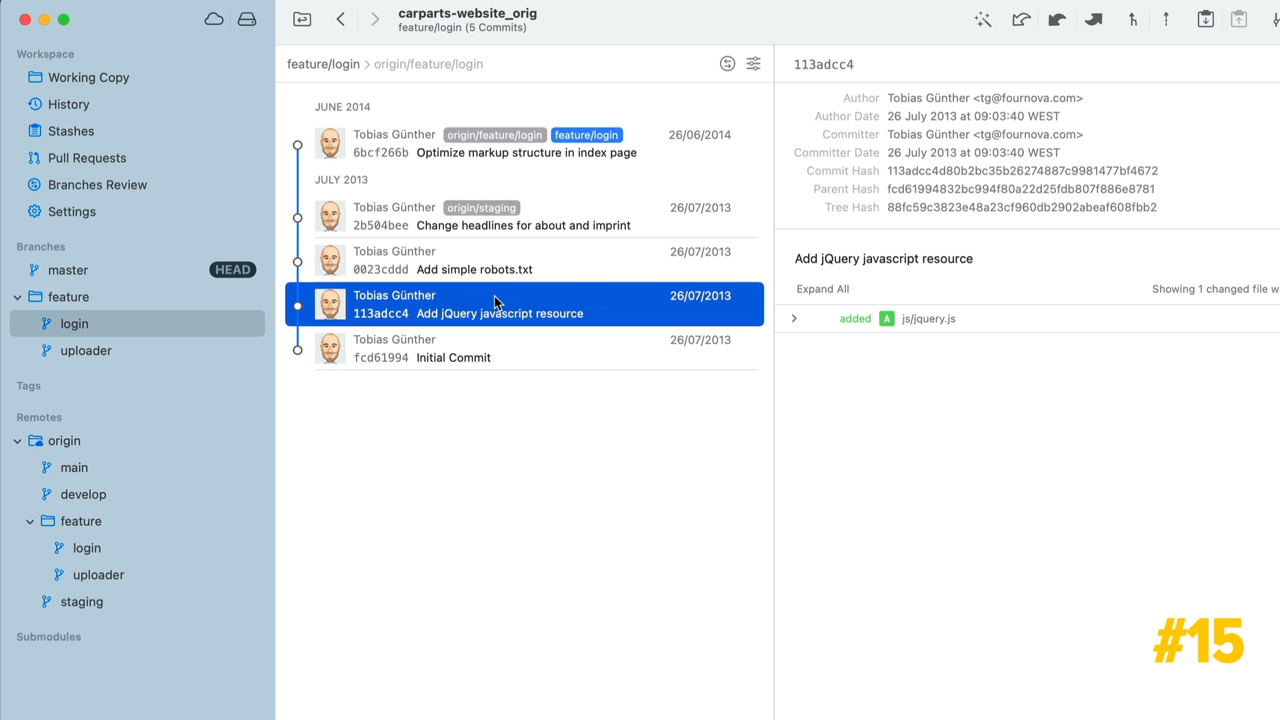 carparts-website_orig
feature/login (5 Commits)
Workspace
Working Copy
History
Stashes
Pull Requests
Branches Review
Settings
Branches
master HEAD
feature
login
uploader
Tags
Remotes
origin
main
develop
feature
login
uploader
staging
Submodules
feature/login > origin/feature/login
JUNE 2014
Tobias Günther origin/feature/login feature/login 26/06/2014
6bcf266b Optimize markup structure in index page
JULY 2013
Tobias Günther origin/staging 26/07/2013
2b504bee Change headlines for about and imprint
Tobias Günther 26/07/2013
0023cddd Add simple robots.txt
Tobias Günther 26/07/2013
113adcc4 Add jQuery javascript resource
Tobias Günther 26/07/2013
fcd61994 Initial Commit
113adcc4
Author Tobias Günther <tg@fournova.com>
Author Date 26 July 2013 at 09:03:40 WEST
Committer Tobias Günther <tg@fournova.com>
Committer Date 26 July 2013 at 09:03:40 WEST
Commit Hash 113adcc4d80b2bc35b26274887c9981477bf4672
Parent Hash fcd61994832bc994f80a22d25fdb807f886e8781
Tree Hash 88fc59c3823e48a23cf960db2902abeaf608fbb2
Add jQuery javascript resource
Expand All Showing 1 changed file w
added A js/jquery.js
#15